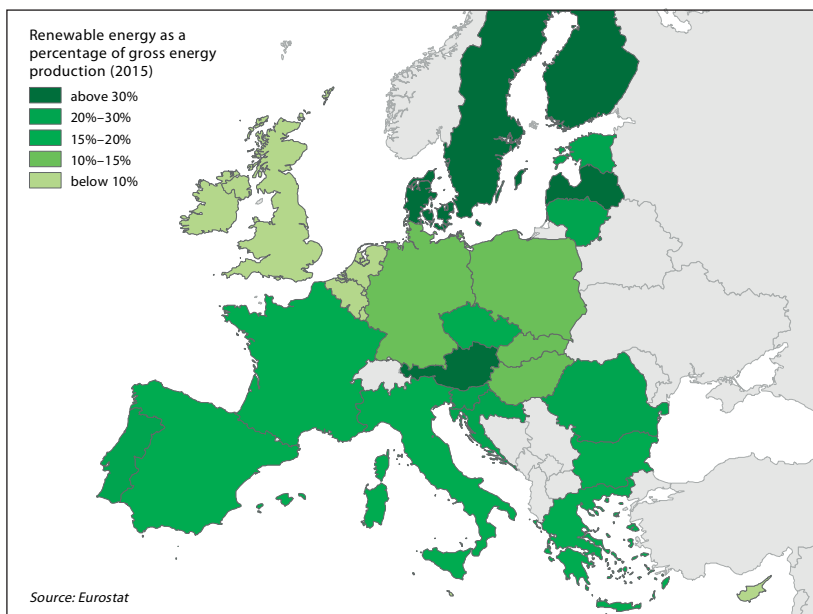 Renewable energy as a
percentage of gross energy
production (2015)
above 30%
20%–30%
15%–20%
10%–15%
below 10%
Source: Eurostat